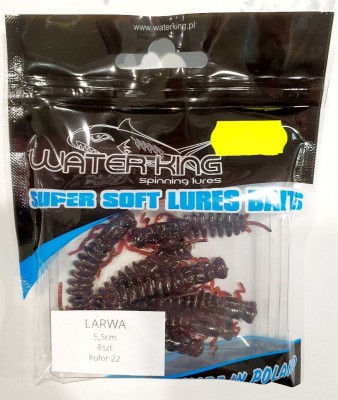 www.waterking.pl
WATER KING
spinning lures
SUPER SOFT LURES BAITS
LARWA
5,5cm
8szt
kolor 22
MADE IN POLAND